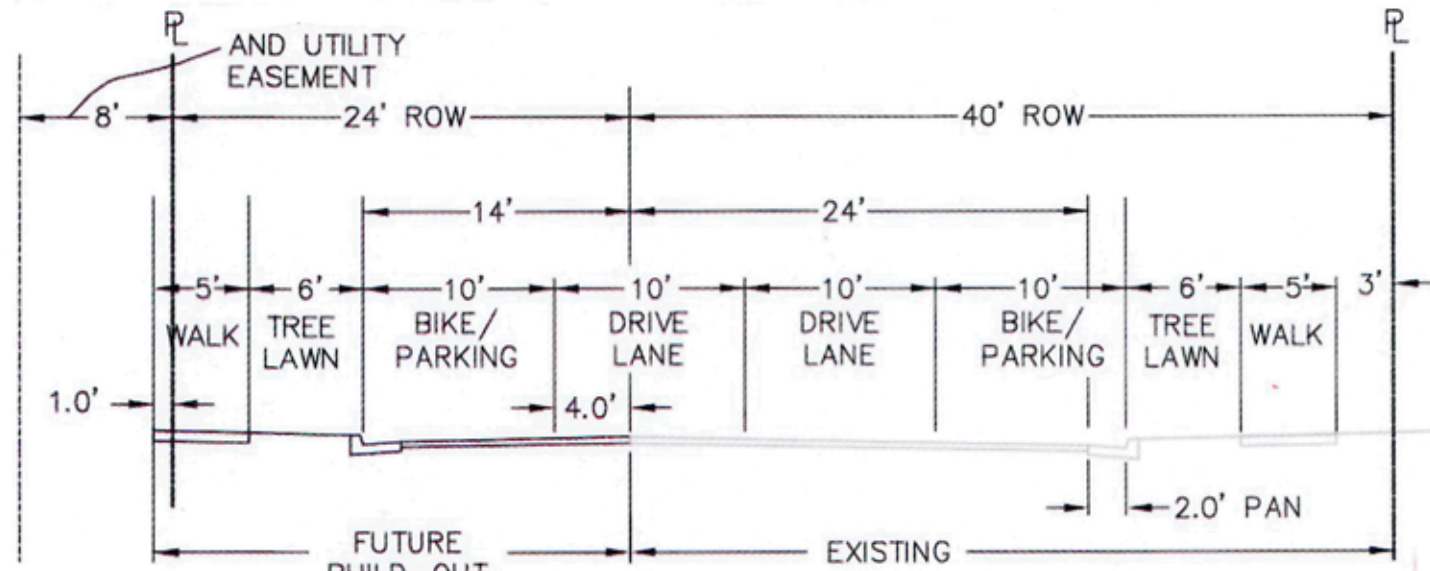 PL
PL
AND UTILITY
EASEMENT
8'
24' ROW
40' ROW
14'
24'
5'
6'
10'
10'
10'
10'
6'
5'
3'
WALK
TREE
LAWN
BIKE/
PARKING
DRIVE
LANE
DRIVE
LANE
BIKE/
PARKING
TREE
LAWN
WALK
1.0'
4.0'
2.0' PAN
FUTURE
BUILD-OUT
EXISTING